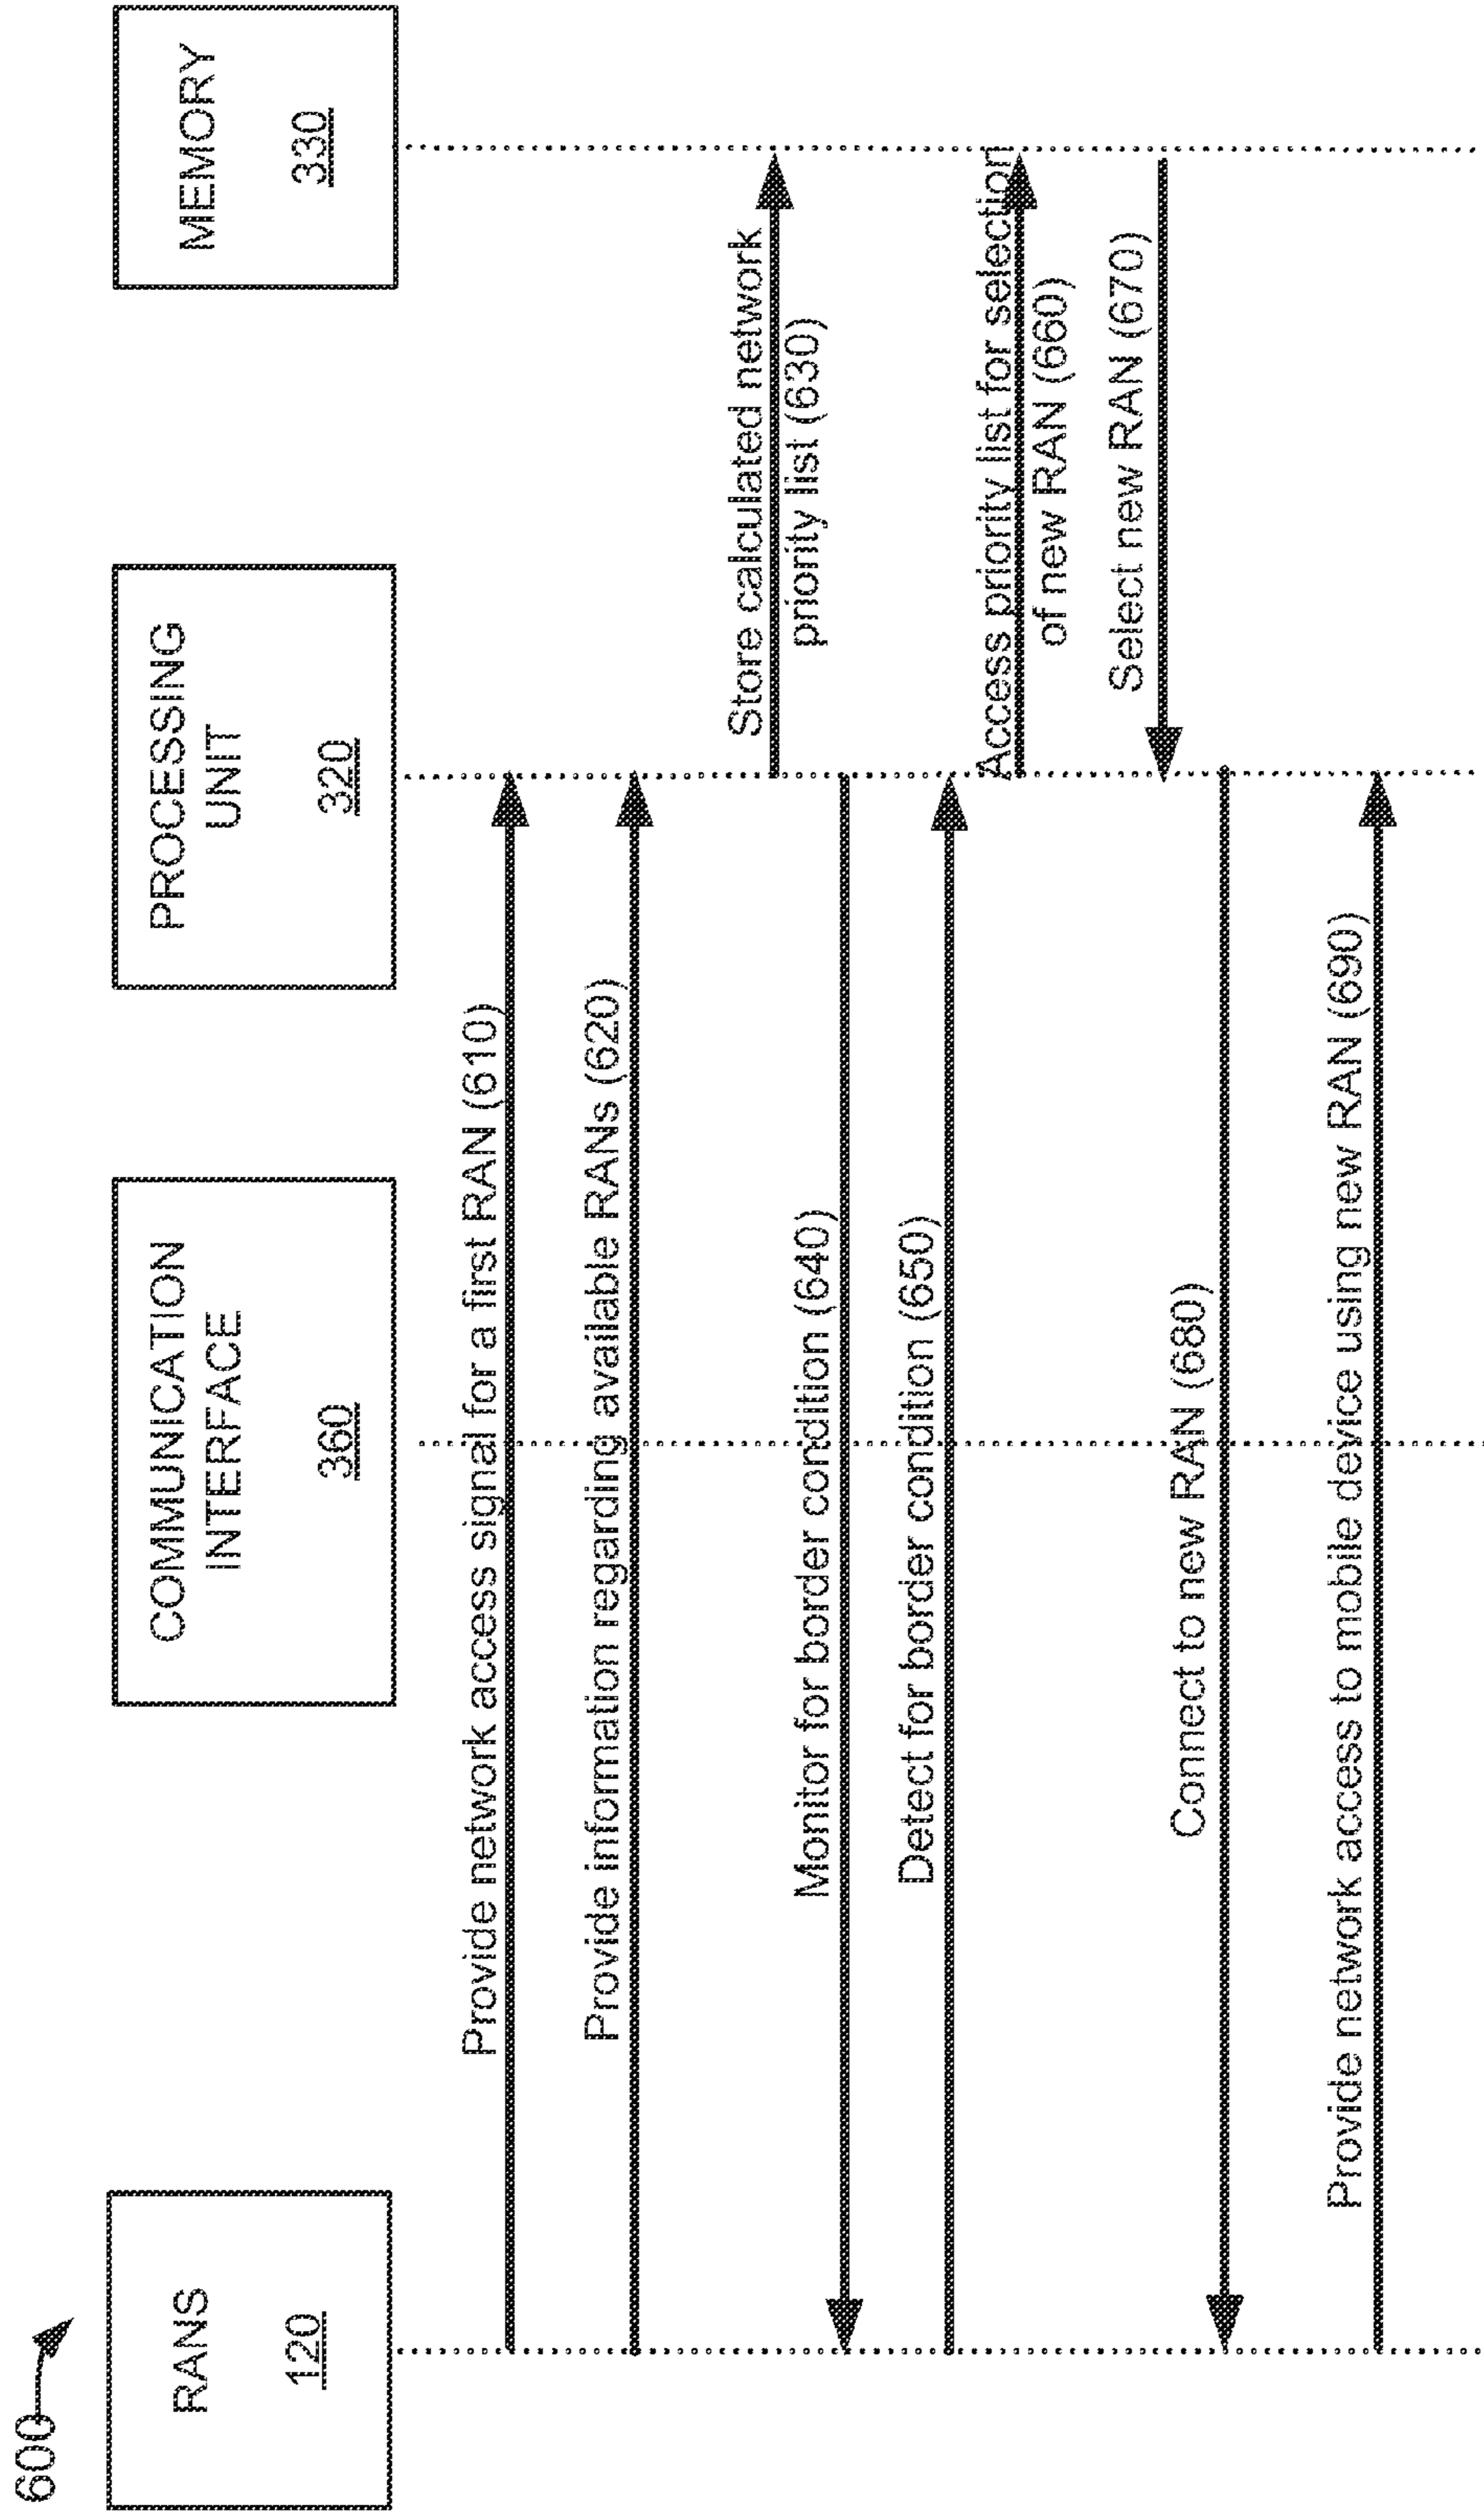 600
RANS
120
COMMUNICATION
INTERFACE
360
PROCESSING
UNIT
320
MEMORY
330
Provide network access signal for a first RAN (610)
Provide information regarding available RANs (620)
Store calculated network
priority list (630)
Monitor for border condition (640)
Detect for border condition (650)
Access priority list for selection
of new RAN (660)
Select new RAN (670)
Connect to new RAN (680)
Provide network access to mobile device using new RAN (690)